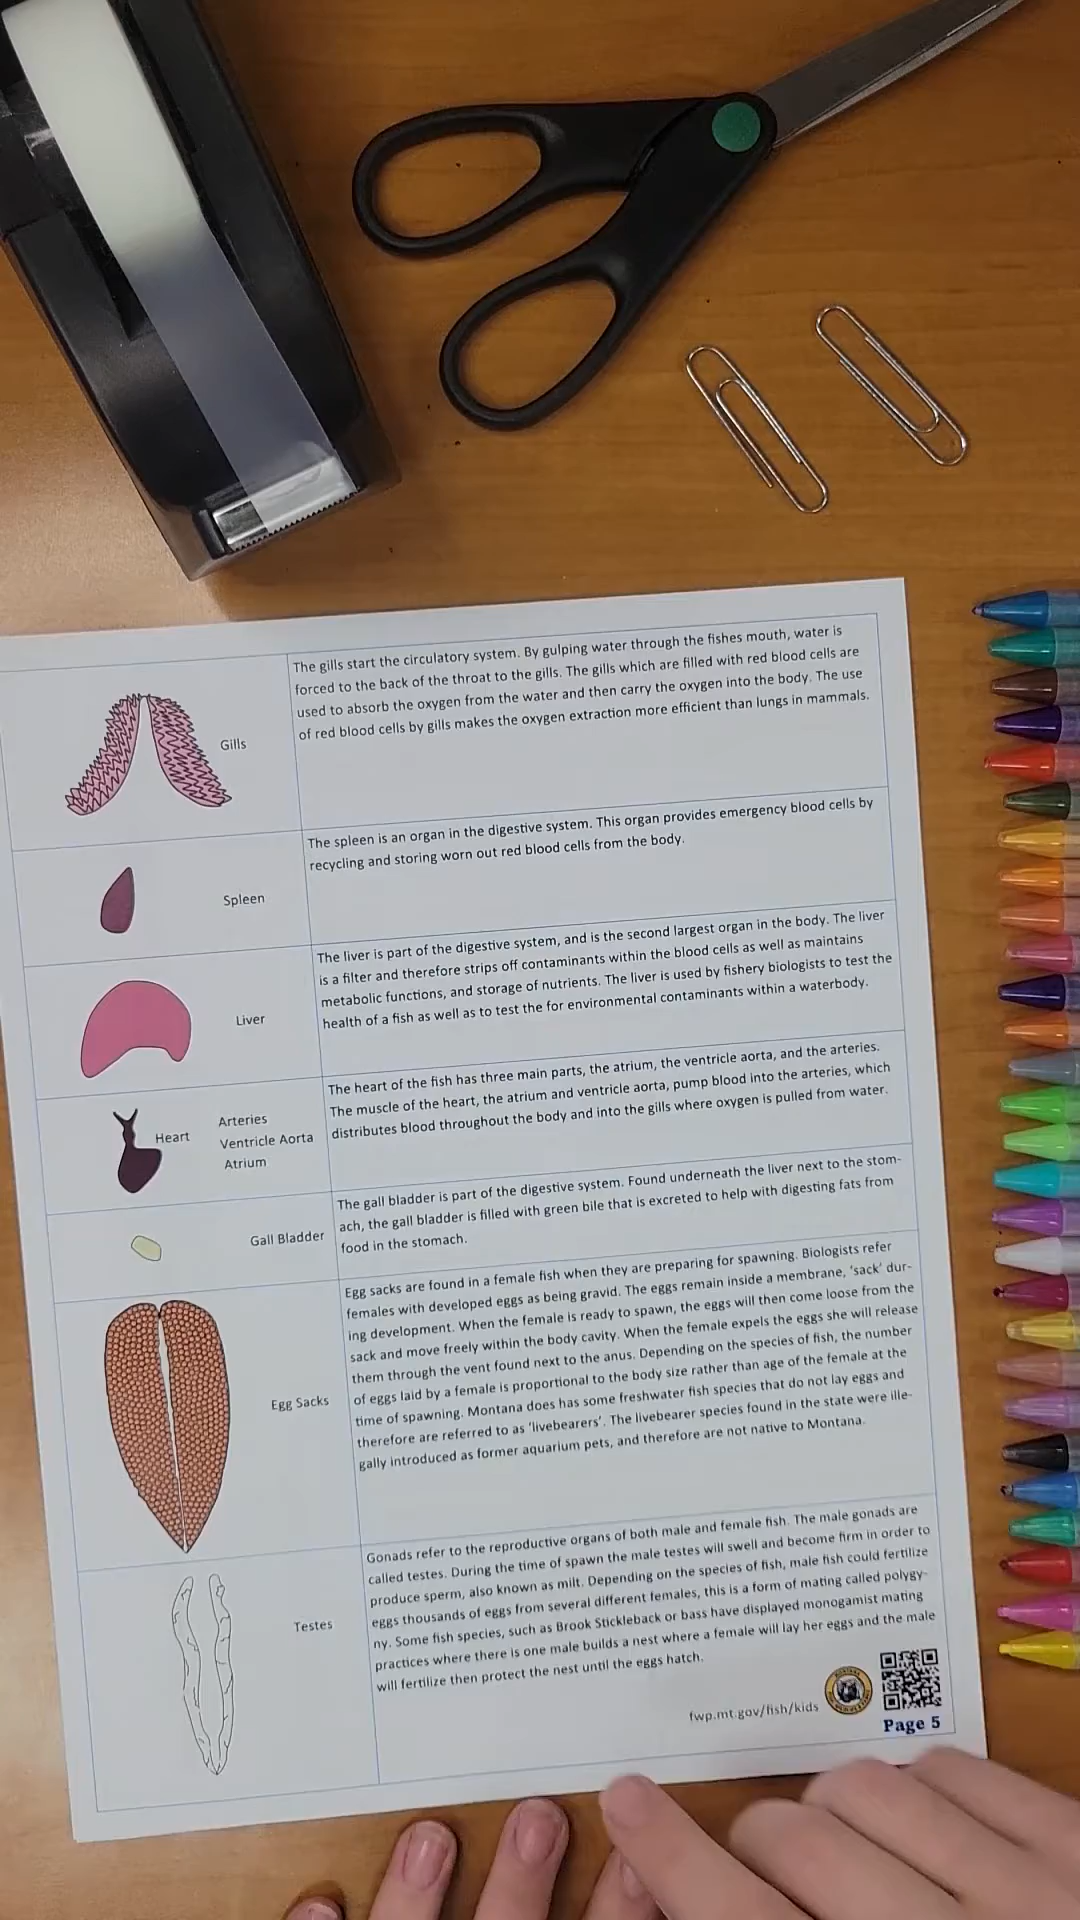 Gills
The gills start the circulatory system. By gulping water through the fishes mouth, water is
forced to the back of the throat to the gills. The gills which are filled with red blood cells are
used to absorb the oxygen from the water and then carry the oxygen into the body. The use
of red blood cells by gills makes the oxygen extraction more efficient than lungs in mammals.
Spleen
The spleen is an organ in the digestive system. This organ provides emergency blood cells by
recycling and storing worn out red blood cells from the body.
Liver
The liver is part of the digestive system, and is the second largest organ in the body. The liver
is a filter and therefore strips off contaminants within the blood cells as well as maintains
metabolic functions, and storage of nutrients. The liver is used by fishery biologists to test the
health of a fish as well as to test the for environmental contaminants within a waterbody.
Heart
Arteries
Ventricle Aorta
Atrium
The heart of the fish has three main parts, the atrium, the ventricle aorta, and the arteries.
The muscle of the heart, the atrium and ventricle aorta, pump blood into the arteries, which
distributes blood throughout the body and into the gills where oxygen is pulled from water.
Gall Bladder
The gall bladder is part of the digestive system. Found underneath the liver next to the stom-
ach, the gall bladder is filled with green bile that is excreted to help with digesting fats from
food in the stomach.
Egg Sacks
Egg sacks are found in a female fish when they are preparing for spawning. Biologists refer
females with developed eggs as being gravid. The eggs remain inside a membrane, ‘sack’ dur-
ing development. When the female is ready to spawn, the eggs will then come loose from the
sack and move freely within the body cavity. When the female expels the eggs she will release
them through the vent found next to the anus. Depending on the species of fish, the number
of eggs laid by a female is proportional to the body size rather than age of the female at the
time of spawning. Montana does has some freshwater fish species that do not lay eggs and
therefore are referred to as ‘livebearers’. The livebearer species found in the state were ille-
gally introduced as former aquarium pets, and therefore are not native to Montana.
Testes
Gonads refer to the reproductive organs of both male and female fish. The male gonads are
called testes. During the time of spawn the male testes will swell and become firm in order to
produce sperm, also known as milt. Depending on the species of fish, male fish could fertilize
eggs thousands of eggs from several different females, this is a form of mating called polygy-
ny. Some fish species, such as Brook Stickleback or bass have displayed monogamist mating
practices where there is one male builds a nest where a female will lay her eggs and the male
will fertilize then protect the nest until the eggs hatch.
fwp.mt.gov/fish/kids
Page 5